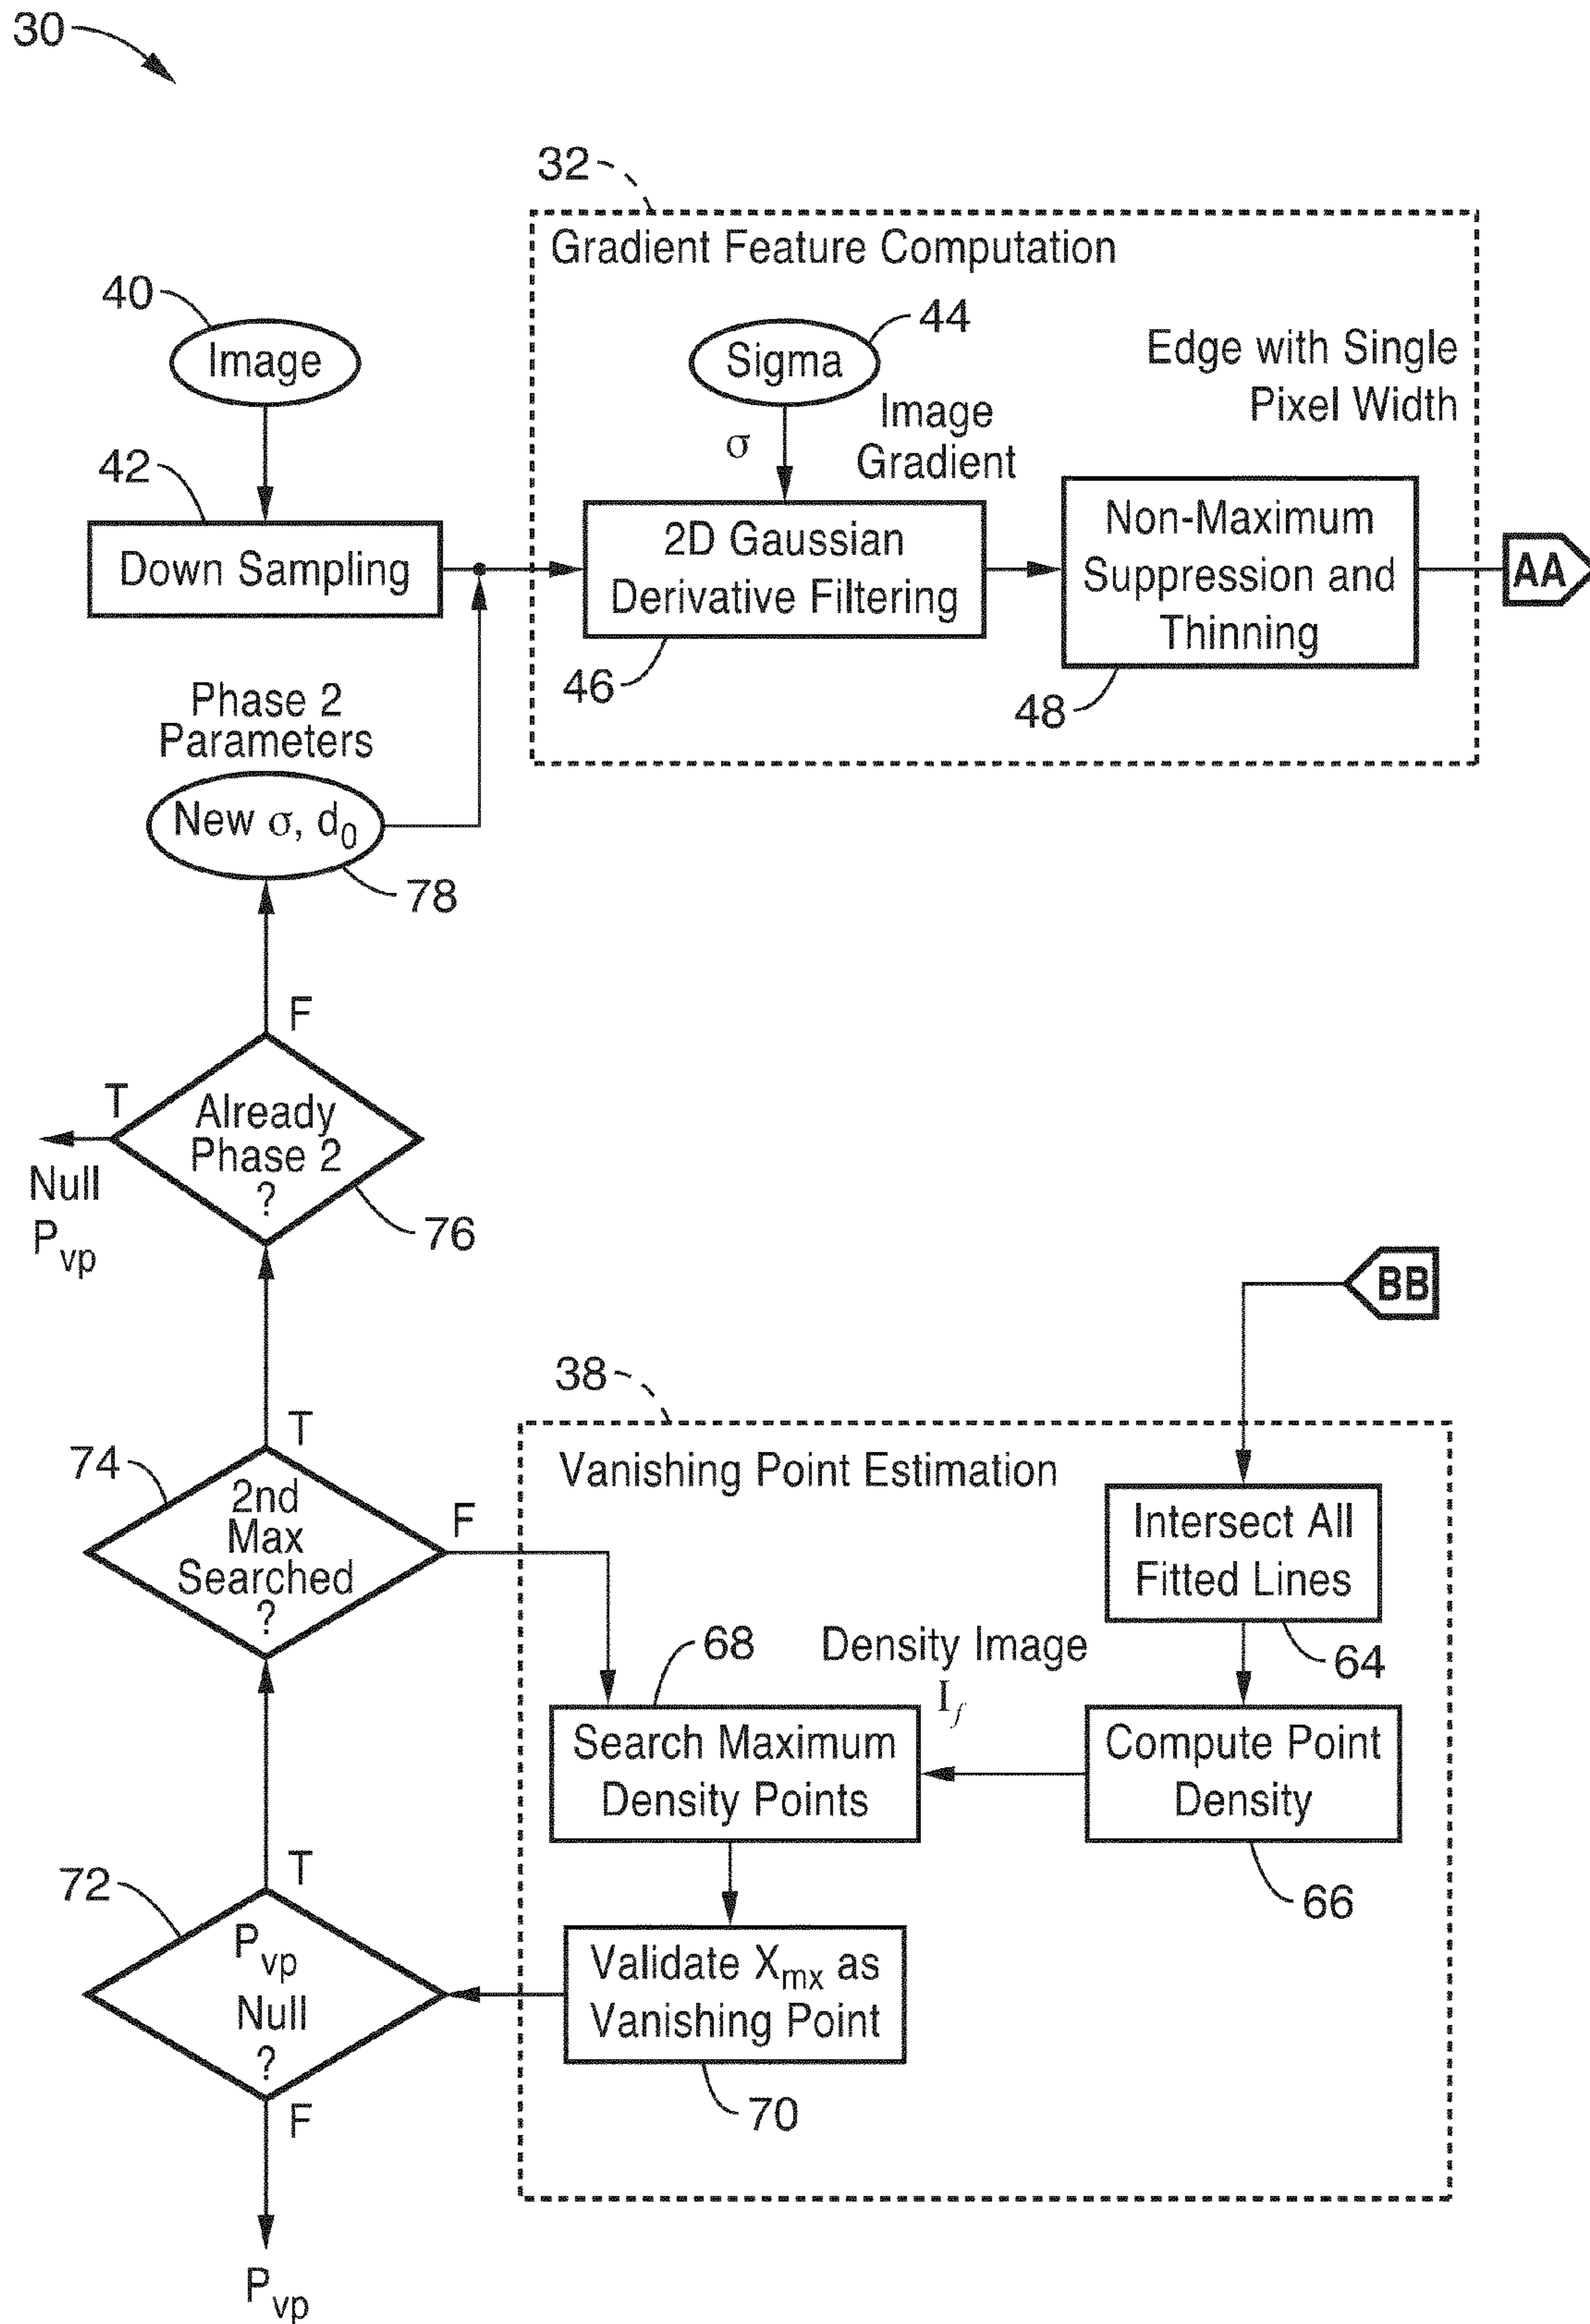 30
32
Gradient Feature Computation
40
Image
44
Sigma
σ
Image
Gradient
Edge with Single
Pixel Width
42
Down Sampling
2D Gaussian
Derivative Filtering
46
Non-Maximum
Suppression and
Thinning
48
AA
Phase 2
Parameters
New σ, d0
78
F
T
Already
Phase 2
?
76
Null
Pvp
BB
38
Vanishing Point Estimation
74
T
2nd
Max
Searched
?
F
Intersect All
Fitted Lines
64
68
Density Image
If
Search Maximum
Density Points
Compute Point
Density
66
72
T
Pvp
Null
?
F
Validate Xmx as
Vanishing Point
70
Pvp